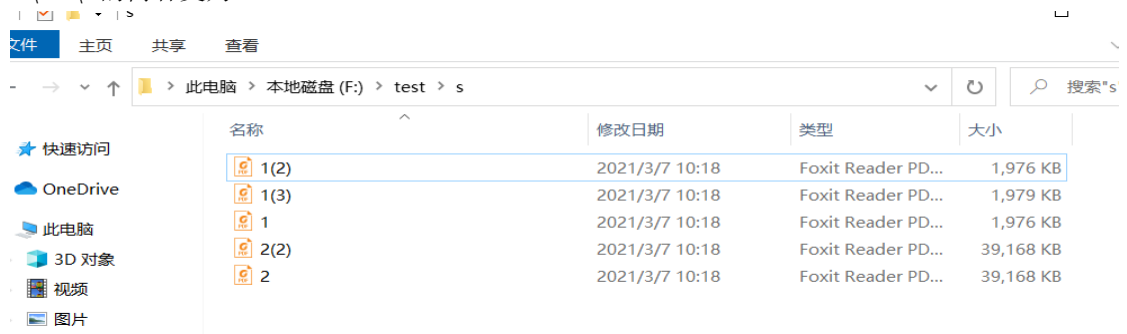 s
文件 主页 共享 查看
此电脑 > 本地磁盘 (F:) > test > s 搜索"s
名称 修改日期 类型 大小
快速访问
OneDrive
此电脑
3D 对象
视频
图片
1(2) 2021/3/7 10:18 Foxit Reader PD... 1,976 KB
1(3) 2021/3/7 10:18 Foxit Reader PD... 1,979 KB
1 2021/3/7 10:18 Foxit Reader PD... 1,976 KB
2(2) 2021/3/7 10:18 Foxit Reader PD... 39,168 KB
2 2021/3/7 10:18 Foxit Reader PD... 39,168 KB